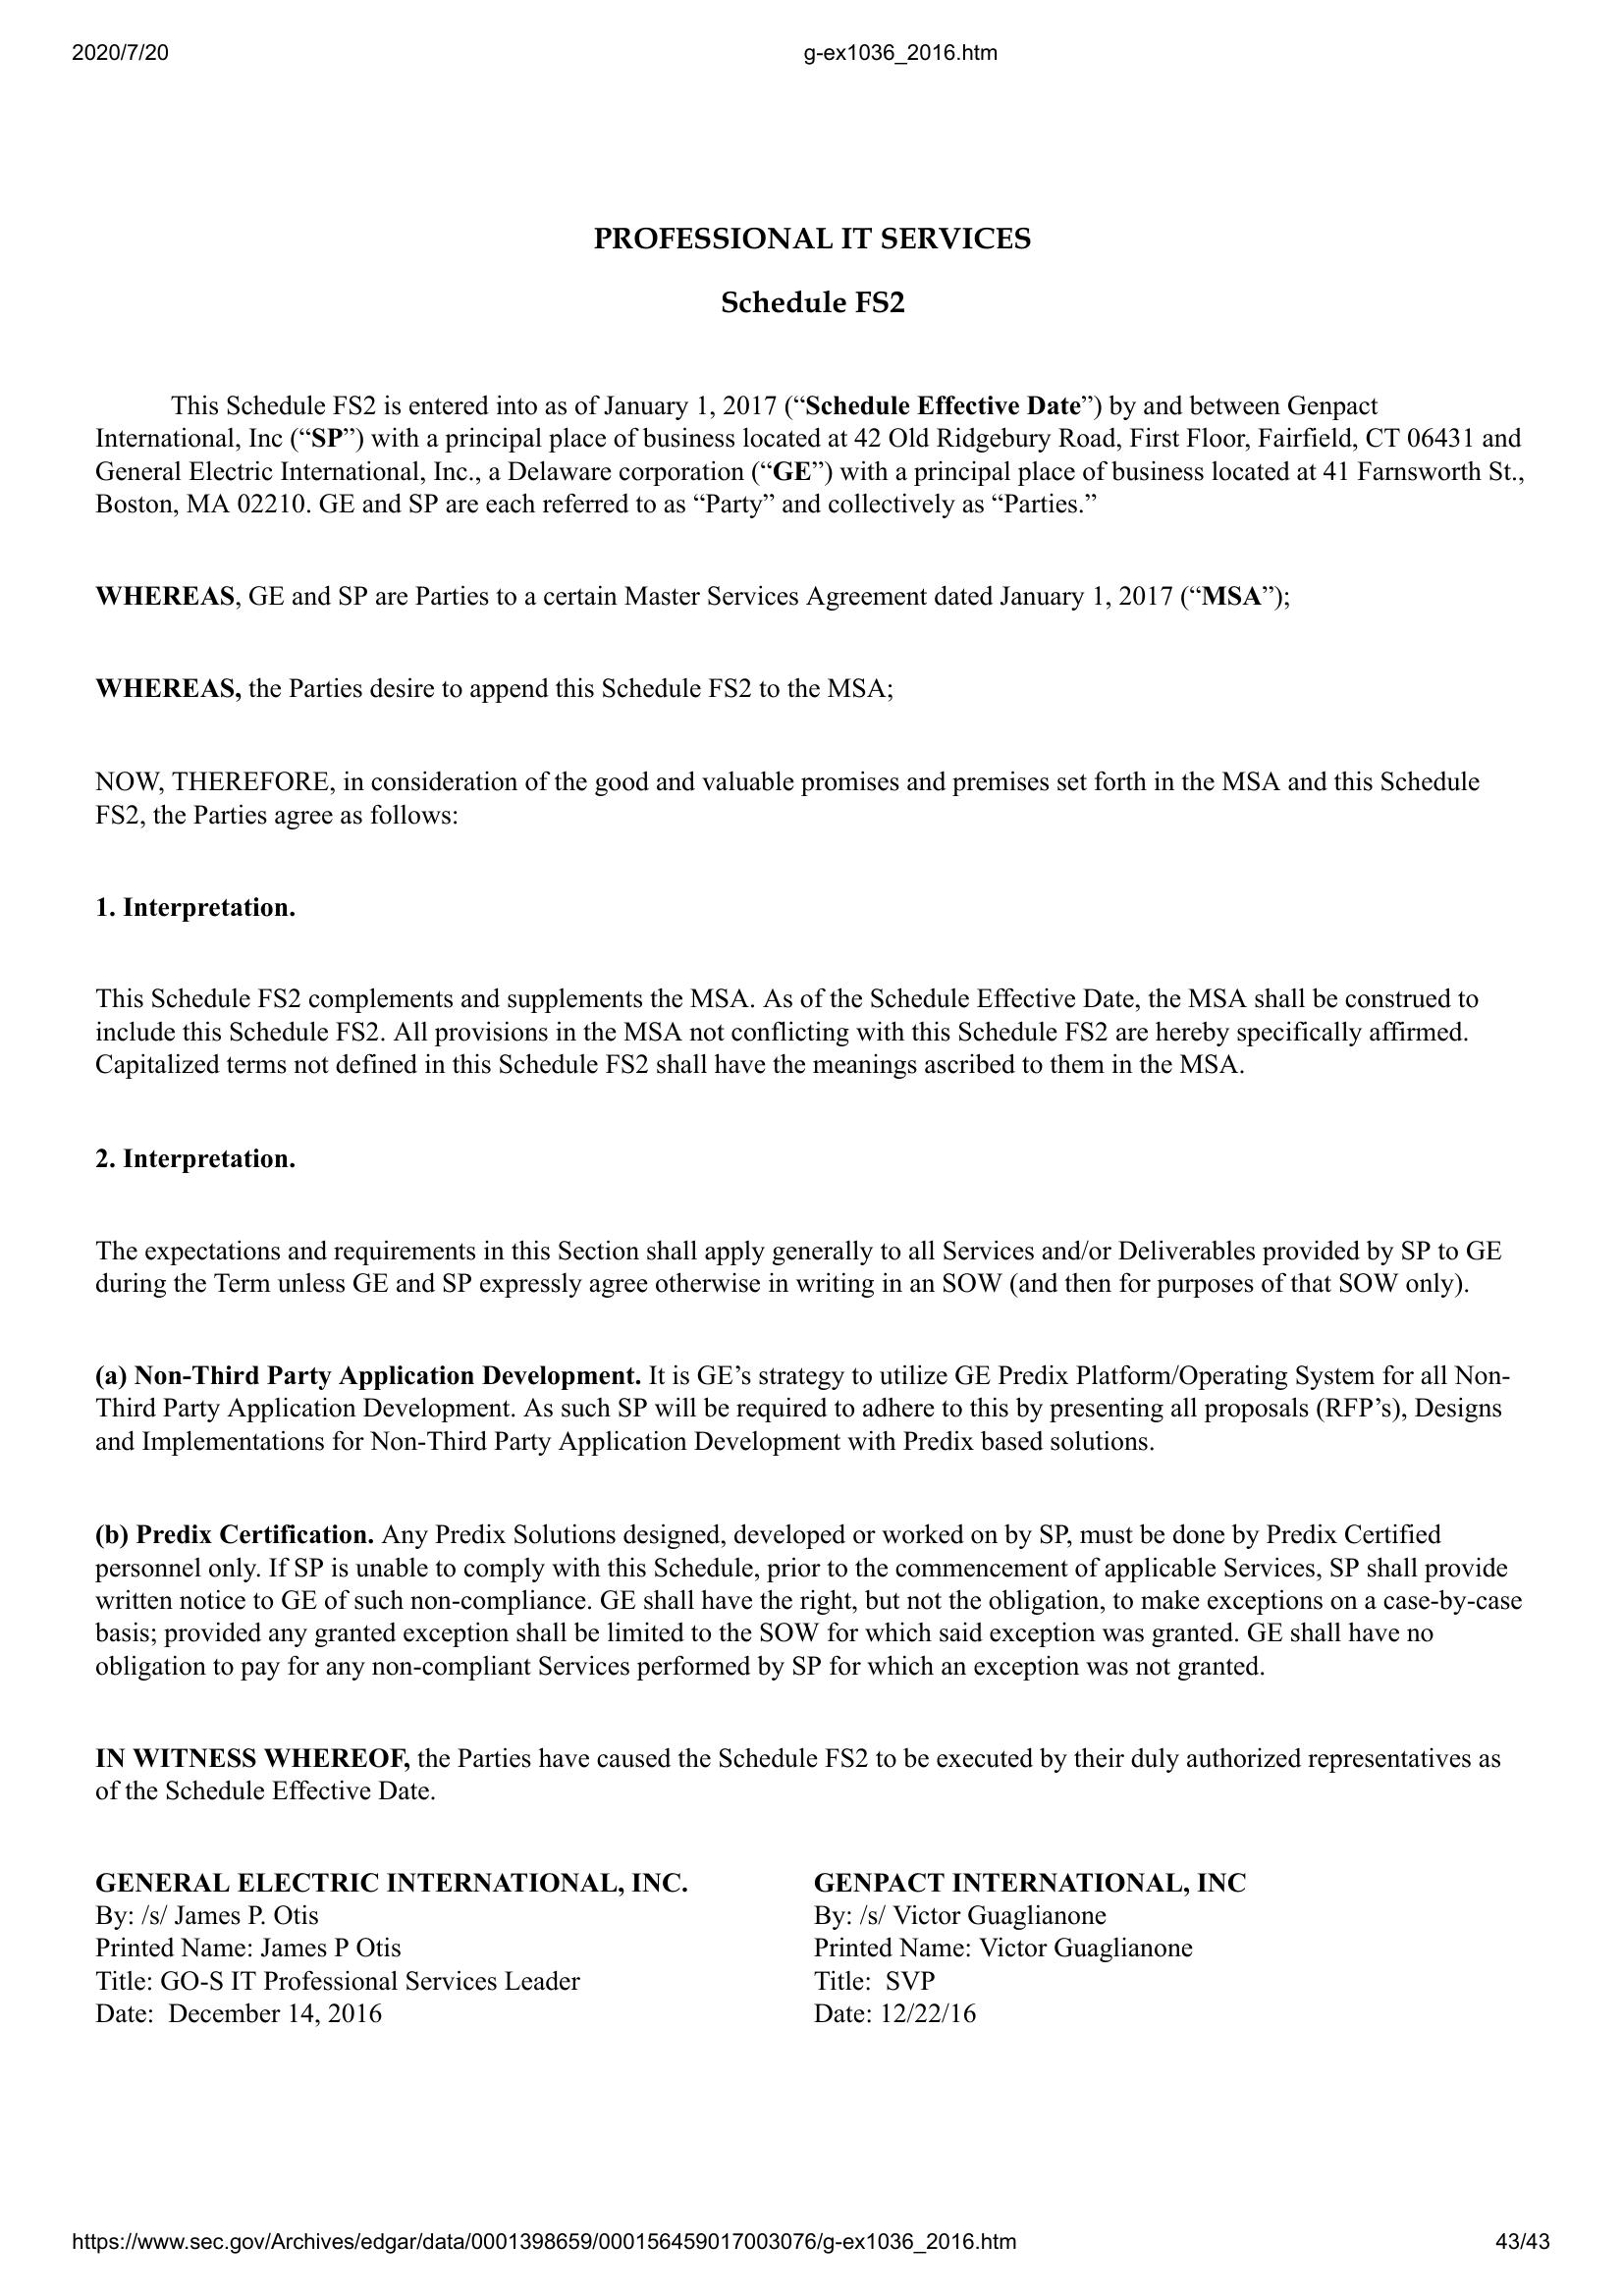 2020/7/20 g-ex1036_2016.htm
PROFESSIONAL IT SERVICES
Schedule FS2
This Schedule FS2 is entered into as of January 1, 2017 (“Schedule Effective Date”) by and between Genpact
International, Inc (“SP”) with a principal place of business located at 42 Old Ridgebury Road, First Floor, Fairfield, CT 06431 and
General Electric International, Inc., a Delaware corporation (“GE”) with a principal place of business located at 41 Farnsworth St.,
Boston, MA 02210. GE and SP are each referred to as “Party” and collectively as “Parties.”
WHEREAS, GE and SP are Parties to a certain Master Services Agreement dated January 1, 2017 (“MSA”);
WHEREAS, the Parties desire to append this Schedule FS2 to the MSA;
NOW, THEREFORE, in consideration of the good and valuable promises and premises set forth in the MSA and this Schedule
FS2, the Parties agree as follows:
1. Interpretation.
This Schedule FS2 complements and supplements the MSA. As of the Schedule Effective Date, the MSA shall be construed to
include this Schedule FS2. All provisions in the MSA not conflicting with this Schedule FS2 are hereby specifically affirmed.
Capitalized terms not defined in this Schedule FS2 shall have the meanings ascribed to them in the MSA.
2. Interpretation.
The expectations and requirements in this Section shall apply generally to all Services and/or Deliverables provided by SP to GE
during the Term unless GE and SP expressly agree otherwise in writing in an SOW (and then for purposes of that SOW only).
(a) Non-Third Party Application Development. It is GE’s strategy to utilize GE Predix Platform/Operating System for all Non-
Third Party Application Development. As such SP will be required to adhere to this by presenting all proposals (RFP’s), Designs
and Implementations for Non-Third Party Application Development with Predix based solutions.
(b) Predix Certification. Any Predix Solutions designed, developed or worked on by SP, must be done by Predix Certified
personnel only. If SP is unable to comply with this Schedule, prior to the commencement of applicable Services, SP shall provide
written notice to GE of such non-compliance. GE shall have the right, but not the obligation, to make exceptions on a case-by-case
basis; provided any granted exception shall be limited to the SOW for which said exception was granted. GE shall have no
obligation to pay for any non-compliant Services performed by SP for which an exception was not granted.
IN WITNESS WHEREOF, the Parties have caused the Schedule FS2 to be executed by their duly authorized representatives as
of the Schedule Effective Date.
GENERAL ELECTRIC INTERNATIONAL, INC. GENPACT INTERNATIONAL, INC
By: /s/ James P. Otis By: /s/ Victor Guaglianone
Printed Name: James P Otis Printed Name: Victor Guaglianone
Title: GO-S IT Professional Services Leader Title: SVP
Date: December 14, 2016 Date: 12/22/16
https://www.sec.gov/Archives/edgar/data/0001398659/000156459017003076/g-ex1036_2016.htm 43/43